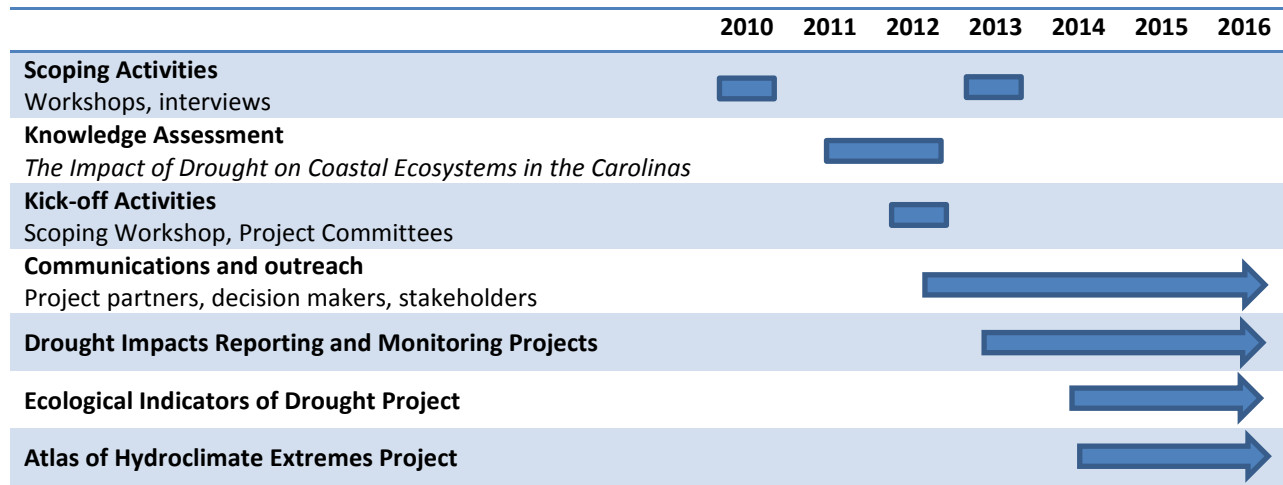 2010 2011 2012 2013 2014 2015 2016
Scoping Activities
Workshops, interviews
Knowledge Assessment
The Impact of Drought on Coastal Ecosystems in the Carolinas
Kick-off Activities
Scoping Workshop, Project Committees
Communications and outreach
Project partners, decision makers, stakeholders
Drought Impacts Reporting and Monitoring Projects
Ecological Indicators of Drought Project
Atlas of Hydroclimate Extremes Project